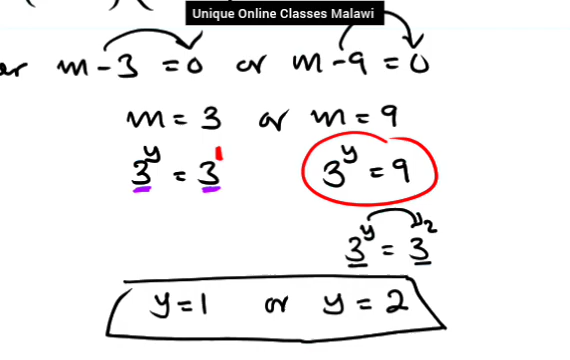 Unique Online Classes Malawi
m - 3 = 0 or m - 9 = 0
m = 3 or m = 9
3^y = 3^1 3^y = 9
3^y = 3^2
y = 1 or y = 2